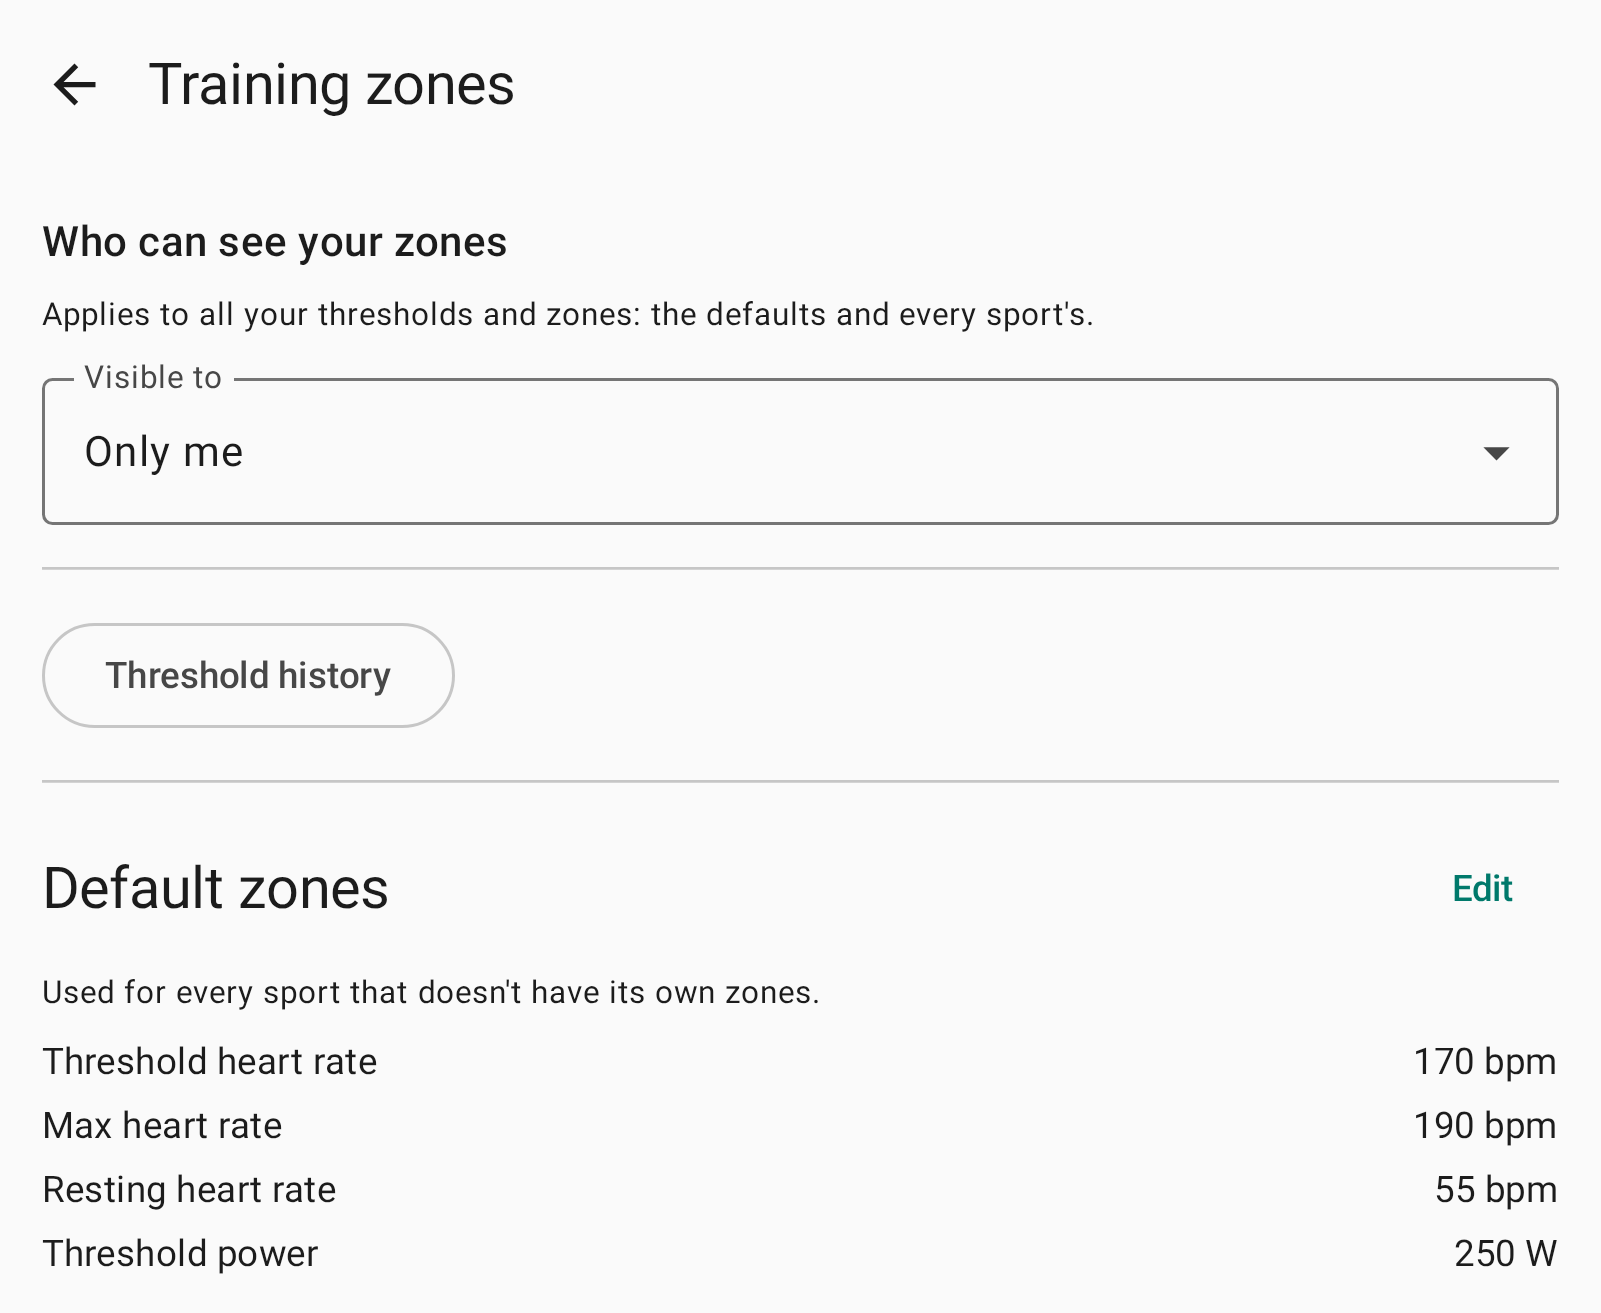 Training zones
Who can see your zones
Applies to all your thresholds and zones: the defaults and every sport's.
Visible to
Only me
Threshold history
Default zones
Edit
Used for every sport that doesn't have its own zones.
Threshold heart rate 170 bpm
Max heart rate 190 bpm
Resting heart rate 55 bpm
Threshold power 250 W